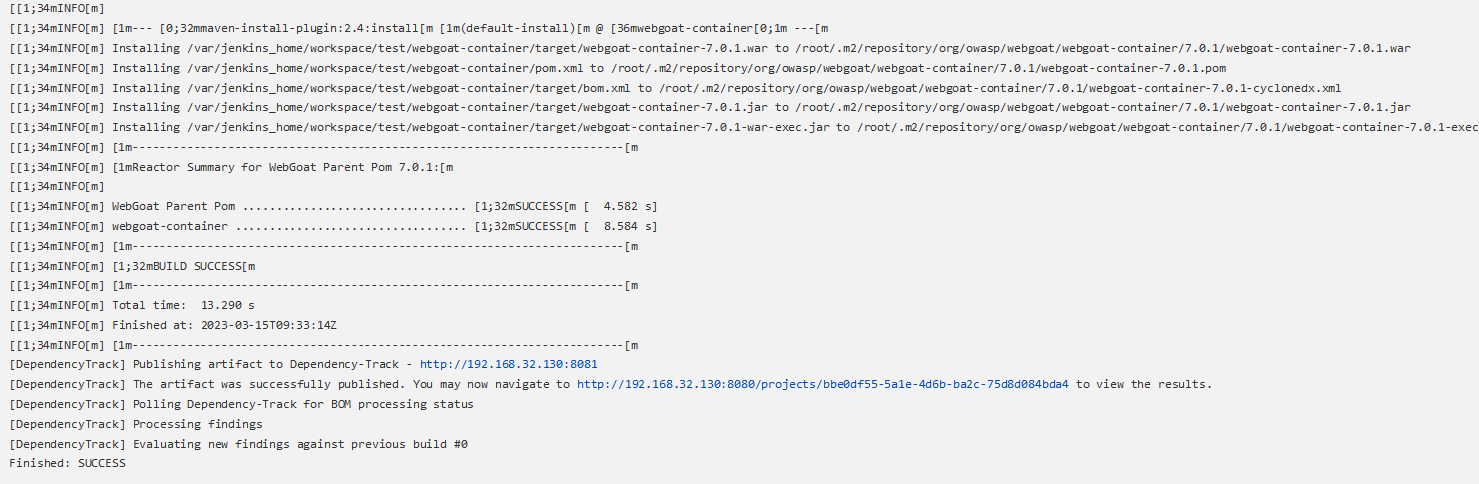 [[1;34mINFO[m]
[[1;34mINFO[m] [1m--- [0;32mmaven-install-plugin:2.4:install[m [1m(default-install)[m @ [36mwebgoat-container[0;1m ---[m
[[1;34mINFO[m] Installing /var/jenkins_home/workspace/test/webgoat-container/target/webgoat-container-7.0.1.war to /root/.m2/repository/org/owasp/webgoat/webgoat-container/7.0.1/webgoat-container-7.0.1.war
[[1;34mINFO[m] Installing /var/jenkins_home/workspace/test/webgoat-container/pom.xml to /root/.m2/repository/org/owasp/webgoat/webgoat-container/7.0.1/webgoat-container-7.0.1.pom
[[1;34mINFO[m] Installing /var/jenkins_home/workspace/test/webgoat-container/target/bom.xml to /root/.m2/repository/org/owasp/webgoat/webgoat-container/7.0.1/webgoat-container-7.0.1-cyclonedx.xml
[[1;34mINFO[m] Installing /var/jenkins_home/workspace/test/webgoat-container/target/webgoat-container-7.0.1.jar to /root/.m2/repository/org/owasp/webgoat/webgoat-container/7.0.1/webgoat-container-7.0.1.jar
[[1;34mINFO[m] Installing /var/jenkins_home/workspace/test/webgoat-container/target/webgoat-container-7.0.1-war-exec.jar to /root/.m2/repository/org/owasp/webgoat/webgoat-container/7.0.1/webgoat-container-7.0.1-exec
[[1;34mINFO[m] [1m------------------------------------------------------------------------[m
[[1;34mINFO[m] [1mReactor Summary for WebGoat Parent Pom 7.0.1:[m
[[1;34mINFO[m]
[[1;34mINFO[m] WebGoat Parent Pom ................................. [1;32mSUCCESS[m [  4.582 s]
[[1;34mINFO[m] webgoat-container .................................. [1;32mSUCCESS[m [  8.584 s]
[[1;34mINFO[m] [1m------------------------------------------------------------------------[m
[[1;34mINFO[m] [1;32mBUILD SUCCESS[m
[[1;34mINFO[m] [1m------------------------------------------------------------------------[m
[[1;34mINFO[m] Total time:  13.290 s
[[1;34mINFO[m] Finished at: 2023-03-15T09:33:14Z
[[1;34mINFO[m] [1m------------------------------------------------------------------------[m
[DependencyTrack] Publishing artifact to Dependency-Track - http://192.168.32.130:8081
[DependencyTrack] The artifact was successfully published. You may now navigate to http://192.168.32.130:8080/projects/bbe0df55-5a1e-4d6b-ba2c-75d8d084bda4 to view the results.
[DependencyTrack] Polling Dependency-Track for BOM processing status
[DependencyTrack] Processing findings
[DependencyTrack] Evaluating new findings against previous build #0
Finished: SUCCESS